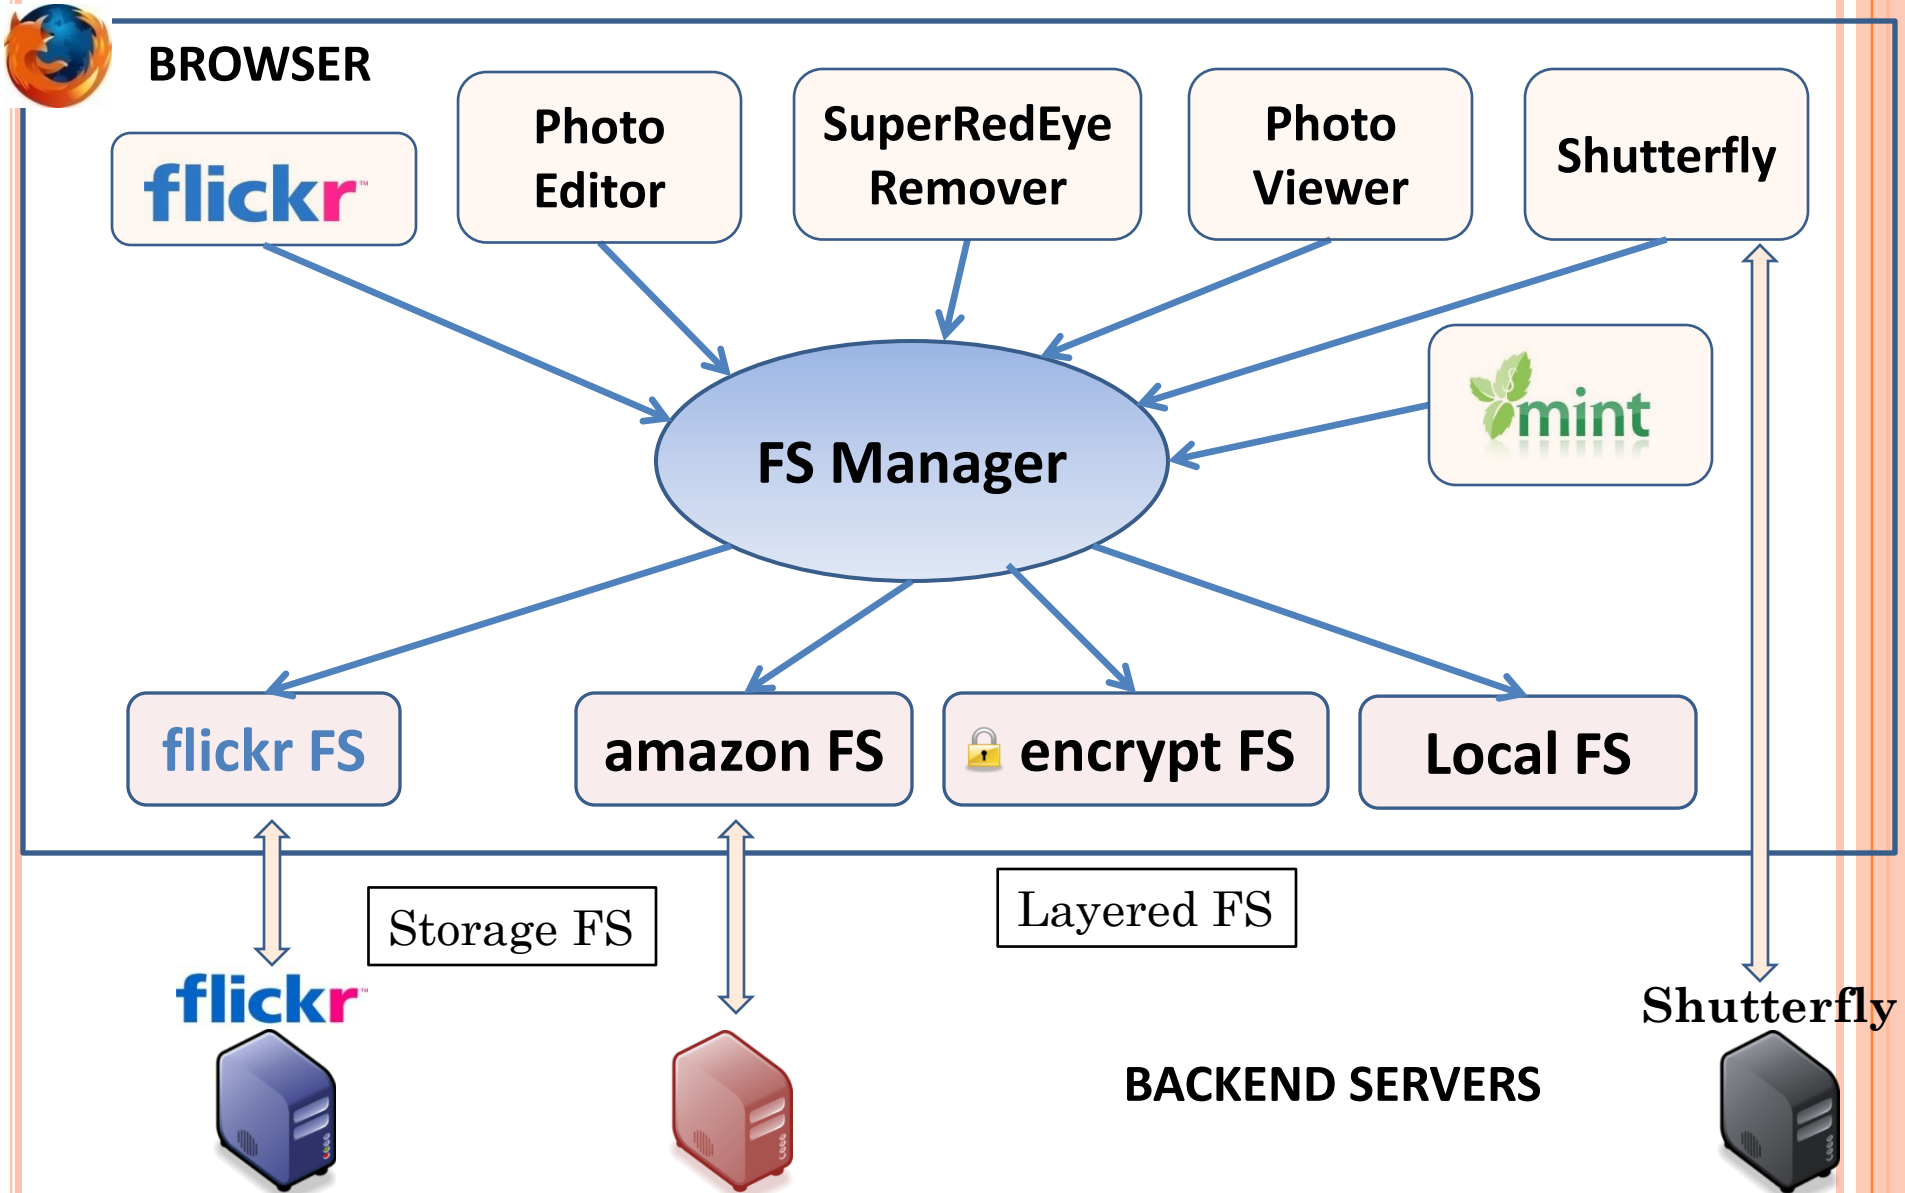 BROWSER
flickr
Photo
Editor
SuperRedEye
Remover
Photo
Viewer
Shutterfly
mint
FS Manager
flickr FS
amazon FS
encrypt FS
Local FS
Storage FS
Layered FS
flickr
Shutterfly
BACKEND SERVERS